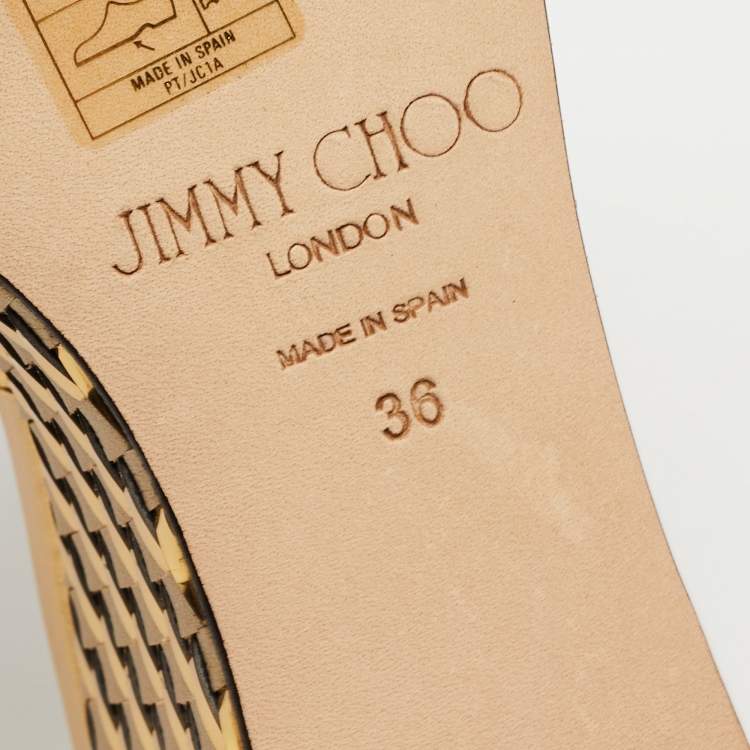 MADE IN SPAIN
PT/JC1A
JIMMY CHOO
LONDON
MADE IN SPAIN
36